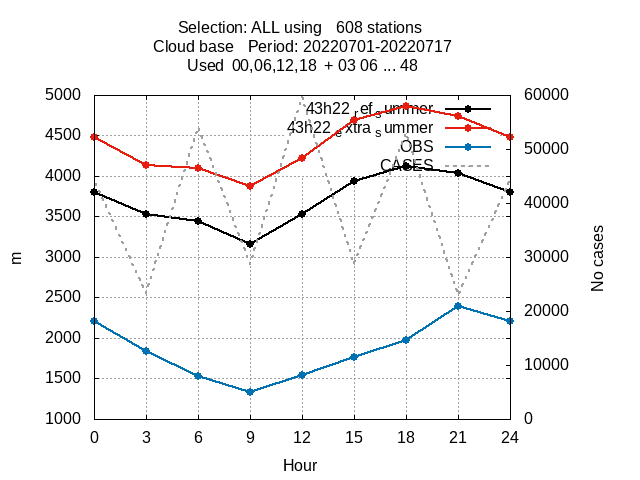 Selection: ALL using 608 stations
Cloud base Period: 20220701-20220717
Used 00,06,12,18 + 03 06 ... 48
5000
4500
4000
3500
3000
2500
2000
1500
1000
m
43h22_ref_summer
43h22_extra_summer
OBS
CASES
60000
50000
40000
30000
20000
10000
0
No cases
0 3 6 9 12 15 18 21 24
Hour